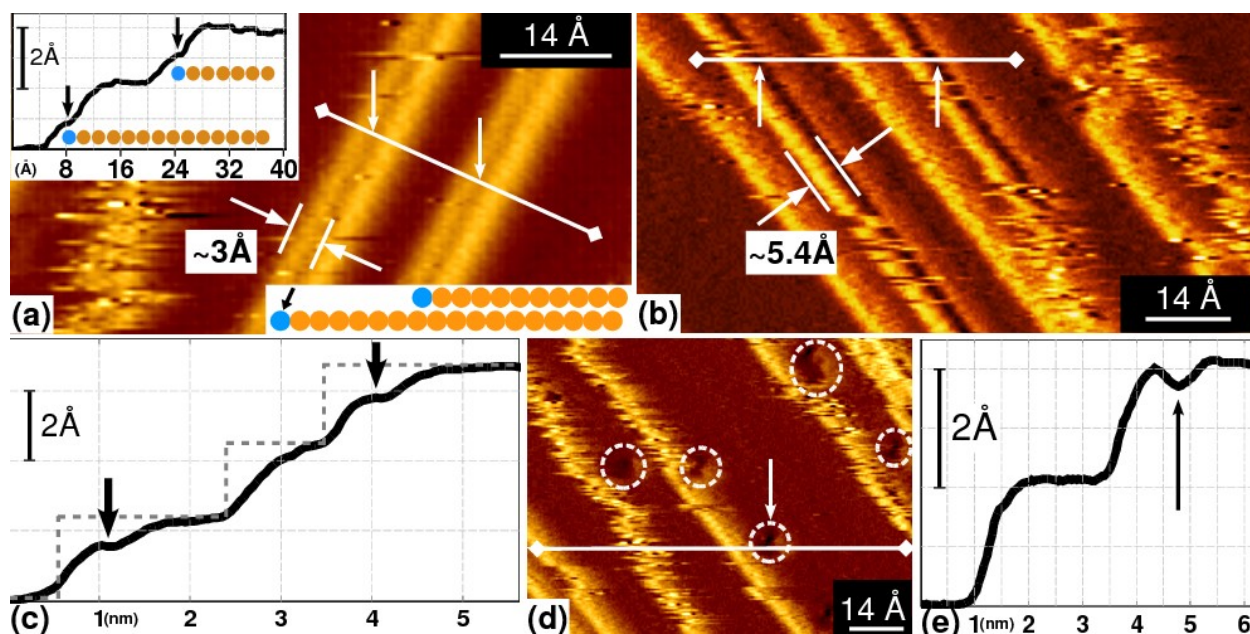 2Å
(Å) 8 16 24 32 40
14 Å
~3Å
(a)
~5.4Å
14 Å
(b)
2Å
(c) 1(nm) 2 3 4 5
14 Å
(d)
2Å
(e) 1(nm) 2 3 4 5 6